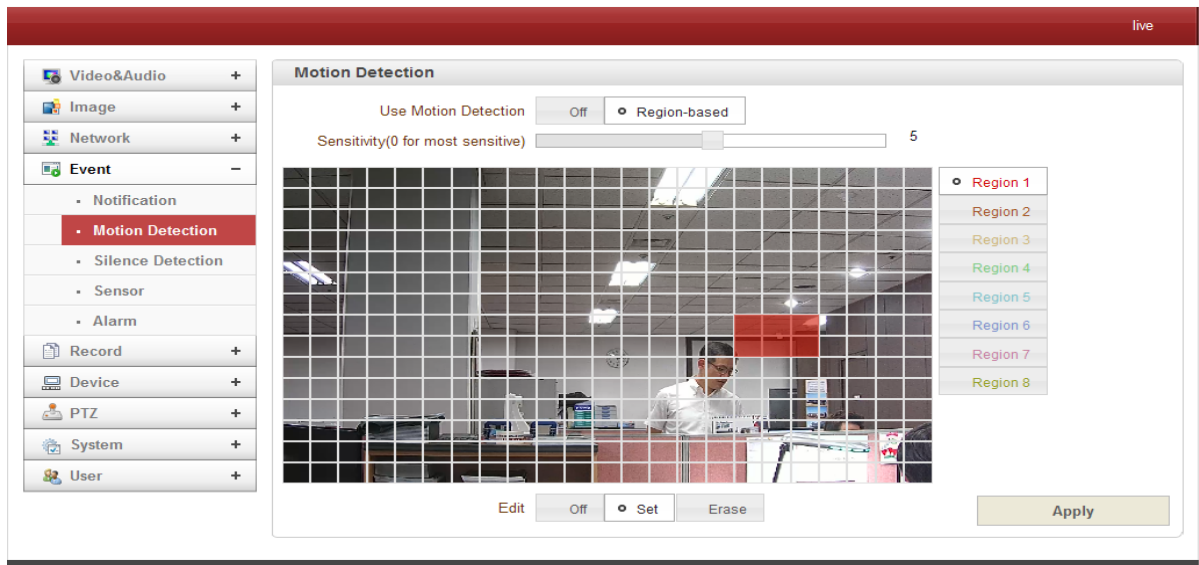 live
Video&Audio +
Image +
Network +
Event −
Notification
Motion Detection
Silence Detection
Sensor
Alarm
Record +
Device +
PTZ +
System +
User +
Motion Detection
Use Motion Detection Off Region-based
Sensitivity(0 for most sensitive) 5
Region 1
Region 2
Region 3
Region 4
Region 5
Region 6
Region 7
Region 8
Edit Off Set Erase
Apply